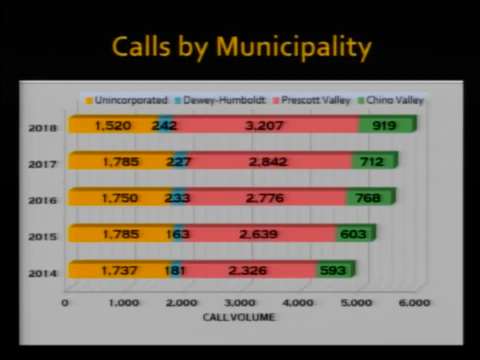 Calls by Municipality
Unincorporated Dewey-Humboldt Prescott Valley Chino Valley
2018 1,520 242 3,207 919
2017 1,785 227 2,842 712
2016 1,750 233 2,776 768
2015 1,785 163 2,639 603
2014 1,737 181 2,326 593
0 1,000 2,000 3,000 4,000 5,000 6,000
CALL VOLUME